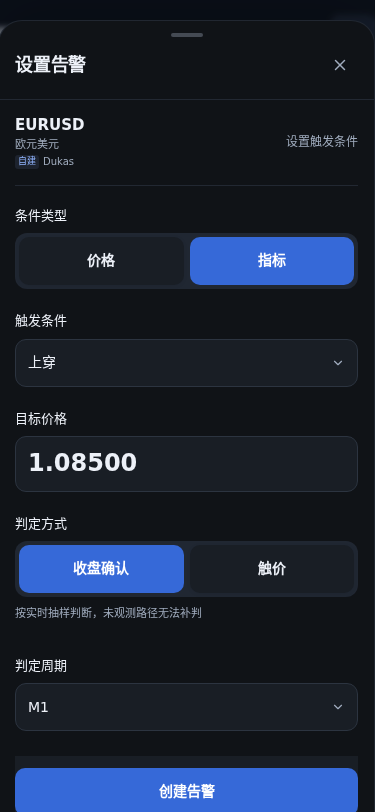 设置告警
EURUSD
欧元美元
自建 Dukas
设置触发条件
条件类型
价格 指标
触发条件
上穿
目标价格
1.08500
判定方式
收盘确认 触价
按实时抽样判断，未观测路径无法补判
判定周期
M1
创建告警